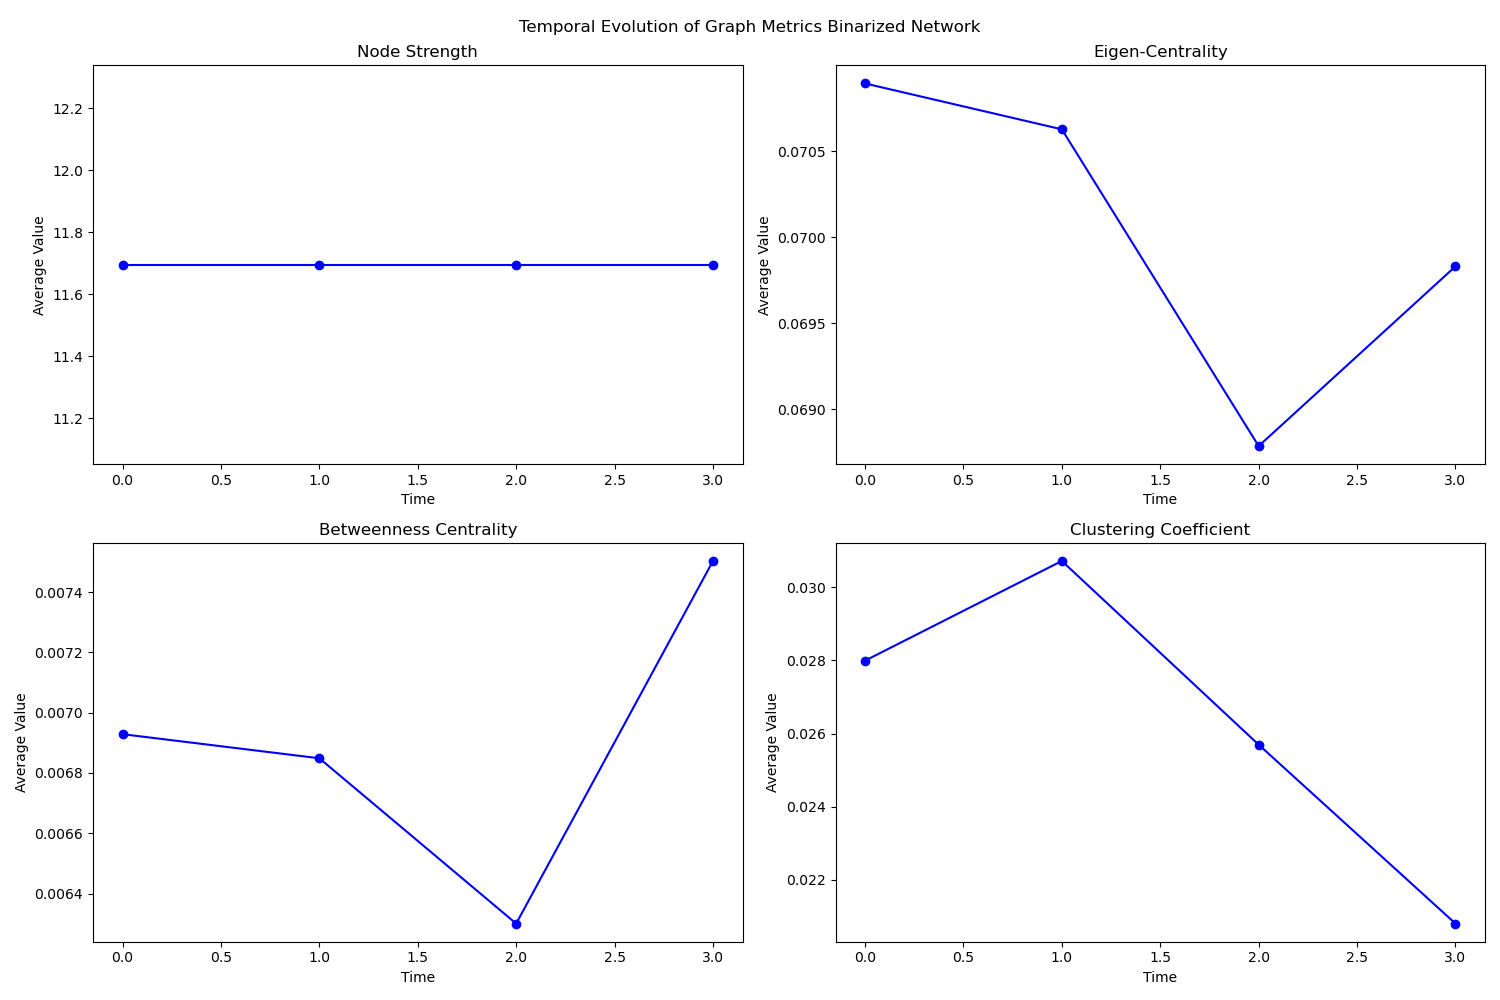 Temporal Evolution of Graph Metrics Binarized Network
Node Strength
Average Value
12.2
12.0
11.8
11.6
11.4
11.2
0.0 0.5 1.0 1.5 2.0 2.5 3.0
Time
Eigen-Centrality
Average Value
0.0705
0.0700
0.0695
0.0690
0.0 0.5 1.0 1.5 2.0 2.5 3.0
Time
Betweenness Centrality
Average Value
0.0074
0.0072
0.0070
0.0068
0.0066
0.0064
0.0 0.5 1.0 1.5 2.0 2.5 3.0
Time
Clustering Coefficient
Average Value
0.030
0.028
0.026
0.024
0.022
0.0 0.5 1.0 1.5 2.0 2.5 3.0
Time